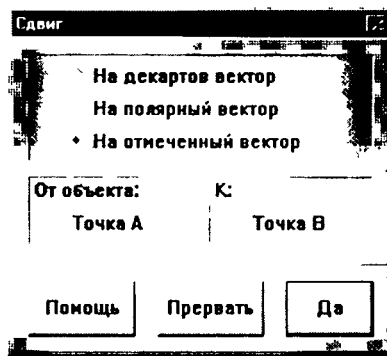 Сдвиг
На декартов вектор
На полярный вектор
На отмеченный вектор
От объекта: К:
Точка A Точка B
Помощь Прервать Да